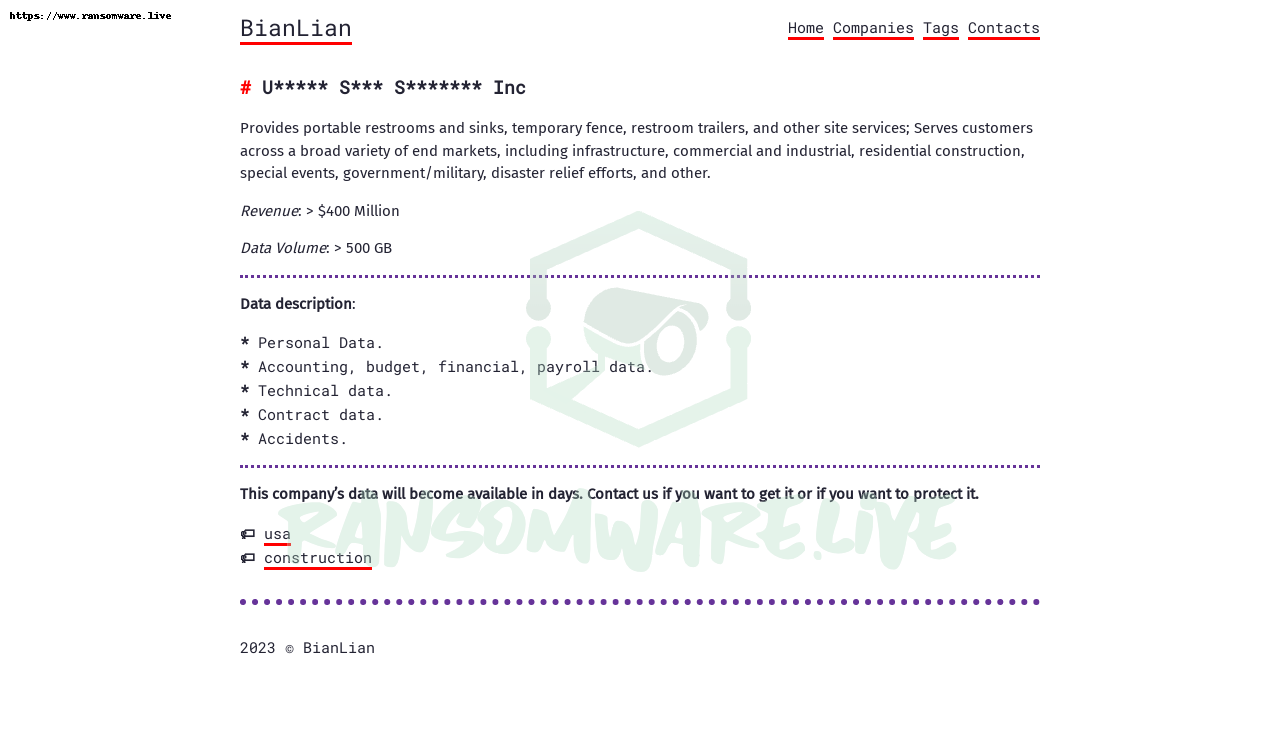 https://www.ransomware.live
BianLian
Home Companies Tags Contacts
# U***** S*** S******* Inc
Provides portable restrooms and sinks, temporary fence, restroom trailers, and other site services; Serves customers
across a broad variety of end markets, including infrastructure, commercial and industrial, residential construction,
special events, government/military, disaster relief efforts, and other.
Revenue: > $400 Million
Data Volume: > 500 GB
Data description:
* Personal Data.
* Accounting, budget, financial, payroll data.
* Technical data.
* Contract data.
* Accidents.
This company’s data will become available in days. Contact us if you want to get it or if you want to protect it.
RANSOMWARE.LIVE
usa
construction
2023 © BianLian